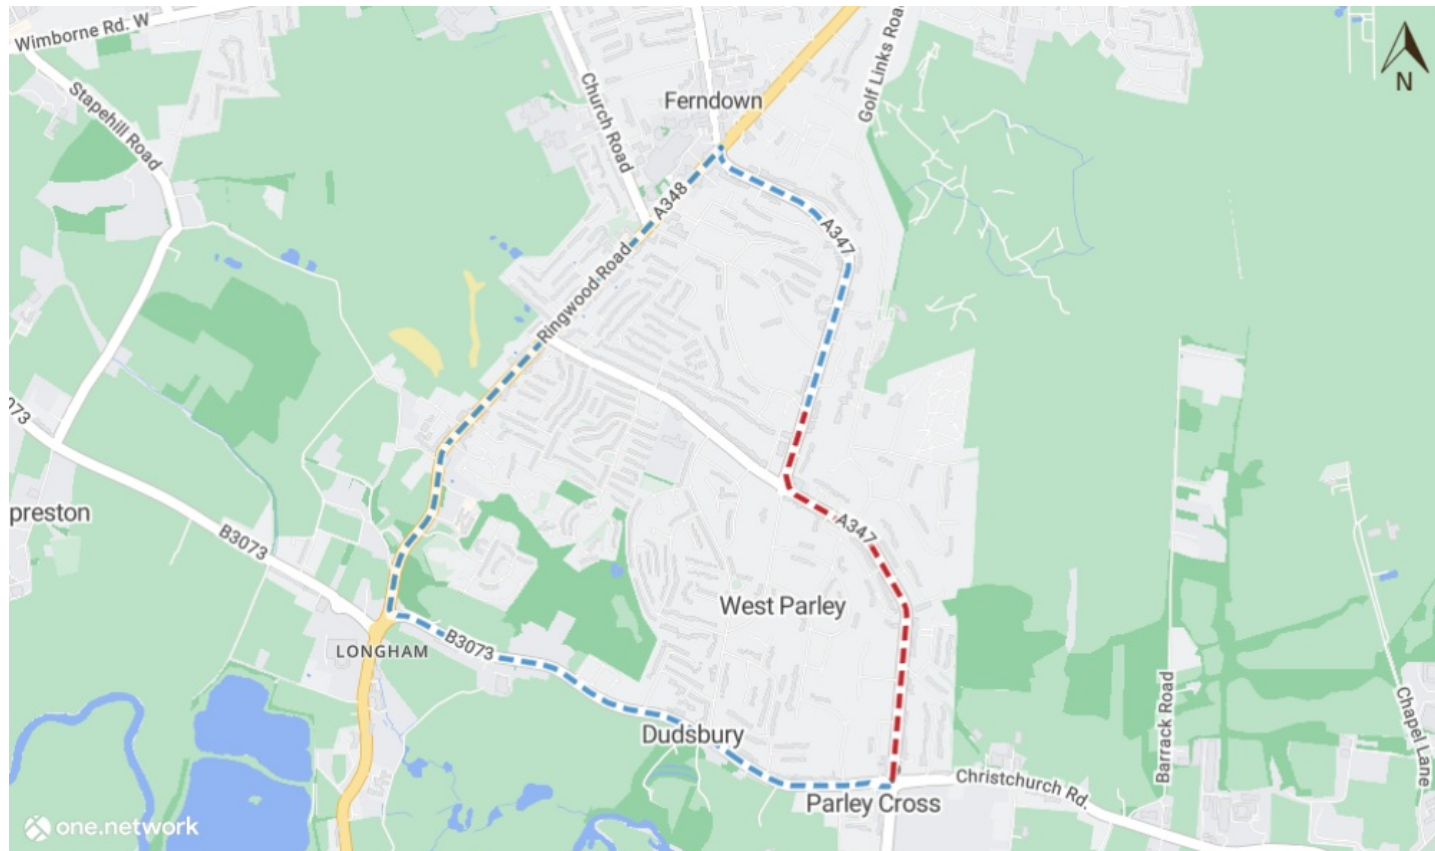 Wimborne Rd. W
Stapehill Road
Church Road
Ferndown
Golf Links Roa
N
A348
A347
Ringwood Road
073
preston
B3073
A347
West Parley
LONGHAM
B3073
Dudsbury
Parley Cross
Christchurch Rd.
Barrack Road
Chapel Lane
one.network